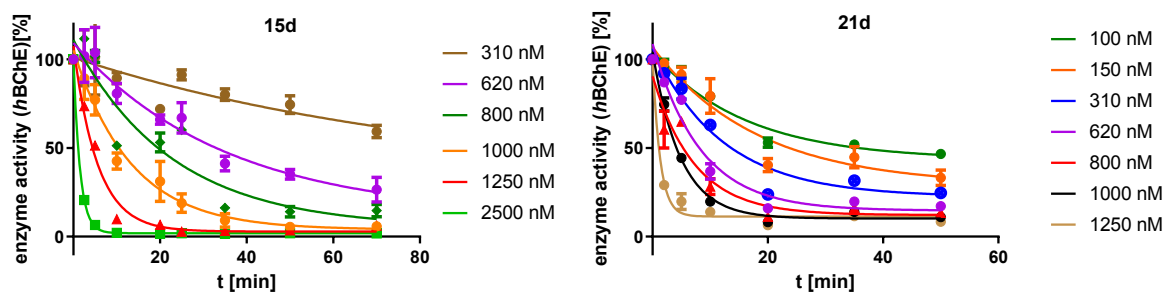 15d
enzyme activity (hBChE)[%]
100
50
0
0 20 40 60 80
t [min]
310 nM
620 nM
800 nM
1000 nM
1250 nM
2500 nM
21d
enzyme activity (hBChE) [%]
100
50
0
0 20 40 60
t [min]
100 nM
150 nM
310 nM
620 nM
800 nM
1000 nM
1250 nM